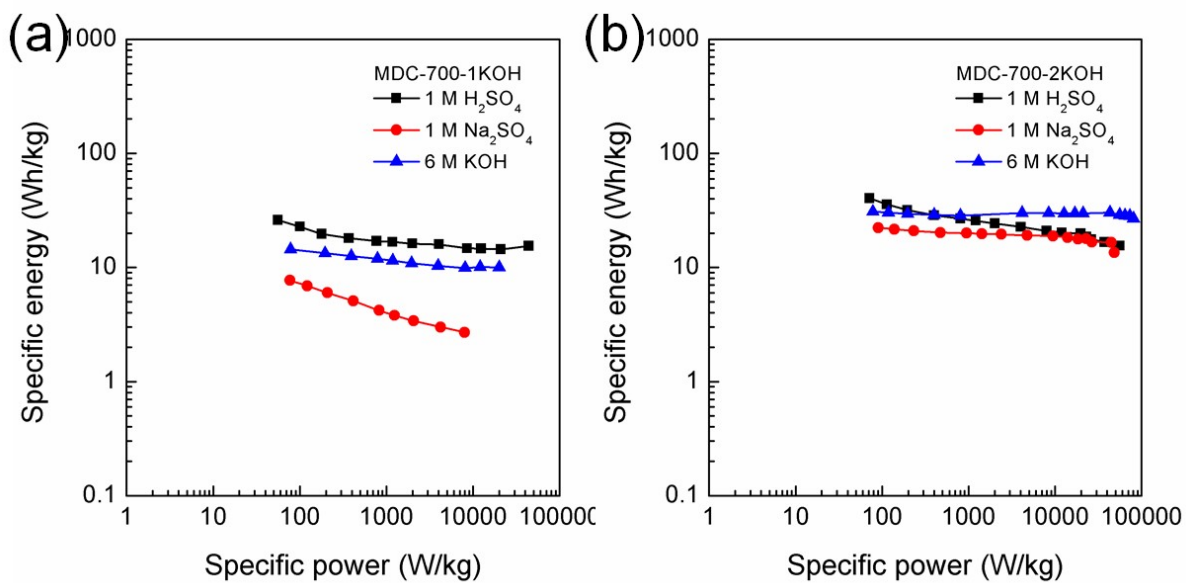 (a)
1000
100
10
1
0.1
Specific energy (Wh/kg)
MDC-700-1KOH
1 M H₂SO₄
1 M Na₂SO₄
6 M KOH
1 10 100 1000 10000 100000
Specific power (W/kg)
(b)
1000
100
10
1
0.1
Specific energy (Wh/kg)
MDC-700-2KOH
1 M H₂SO₄
1 M Na₂SO₄
6 M KOH
1 10 100 1000 10000 100000
Specific power (W/kg)